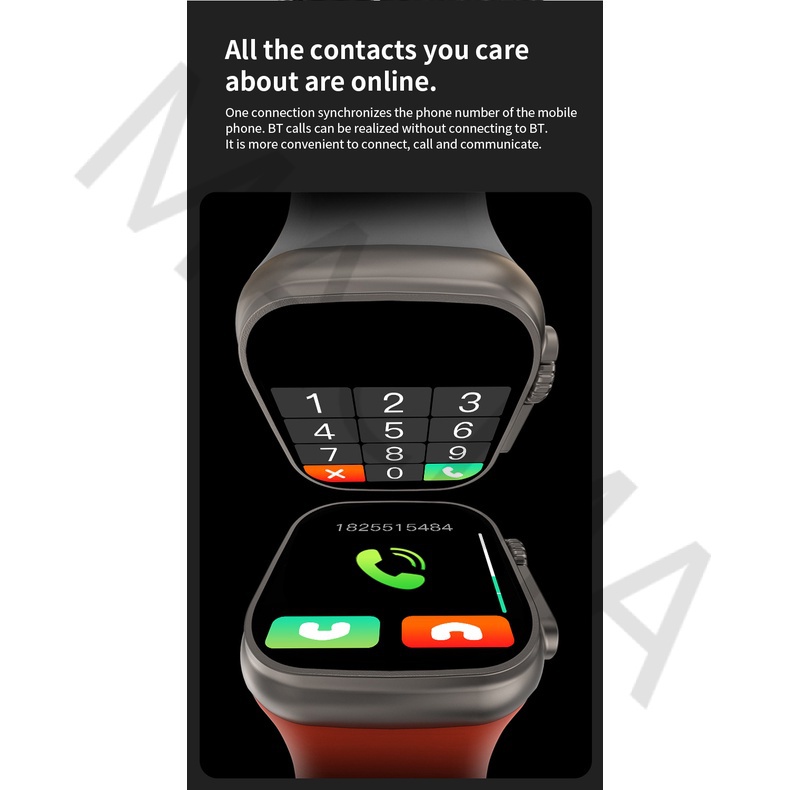 All the contacts you care
about are online.
One connection synchronizes the phone number of the mobile
phone. BT calls can be realized without connecting to BT.
It is more convenient to connect, call and communicate.
1 2 3
4 5 6
7 8 9
0
1825515484